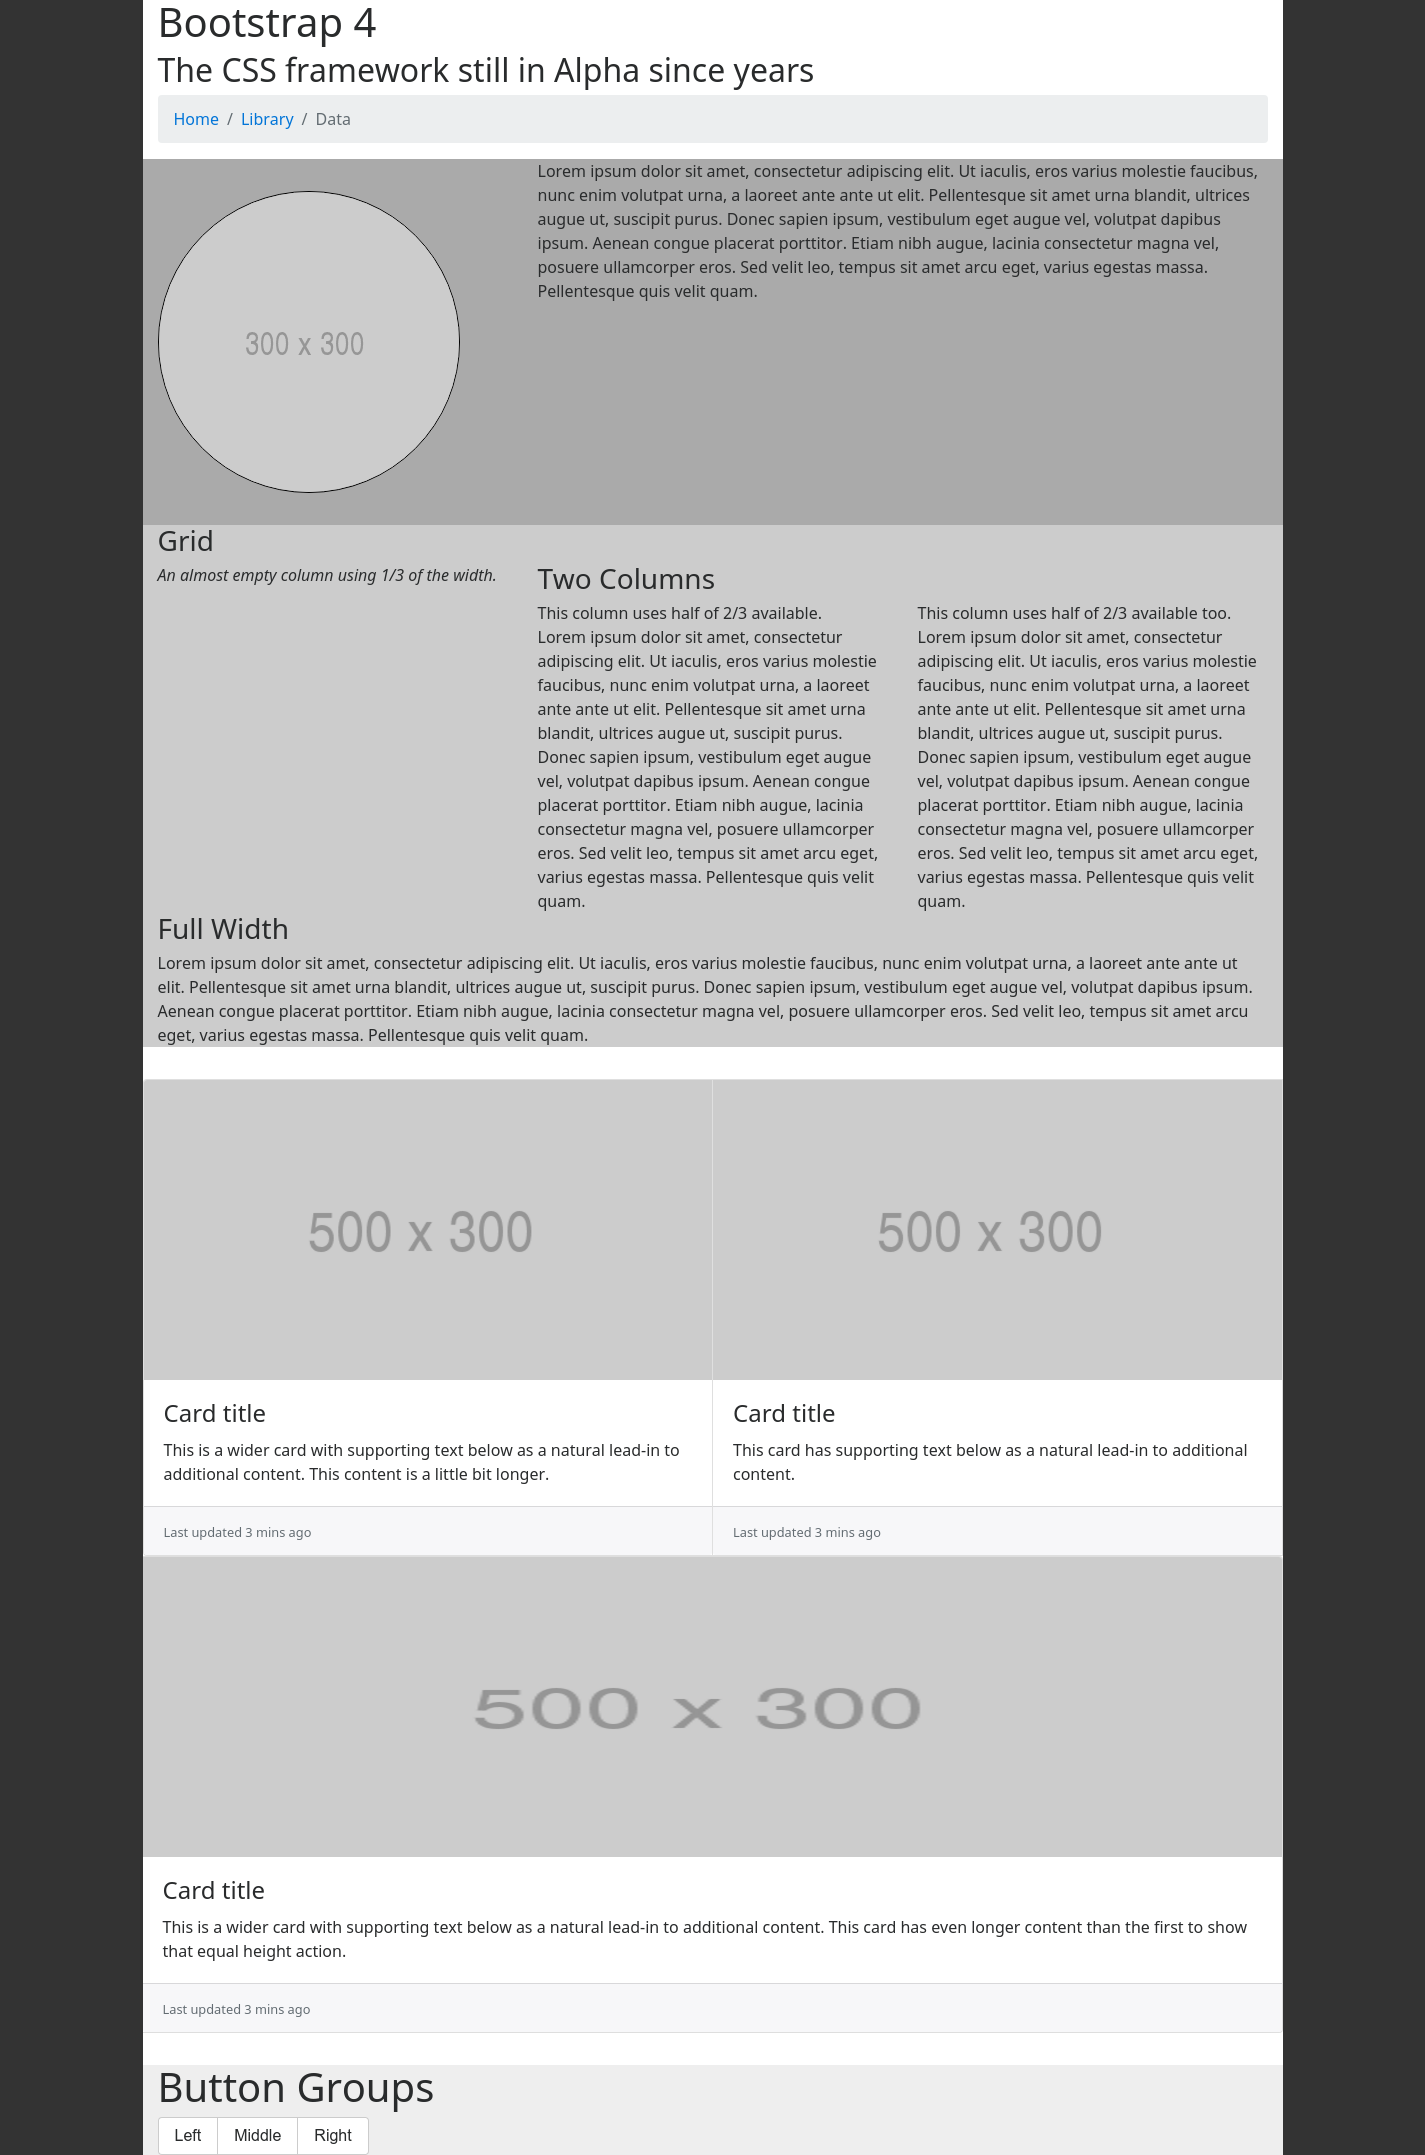 Bootstrap 4
The CSS framework still in Alpha since years
Home / Library / Data
Lorem ipsum dolor sit amet, consectetur adipiscing elit. Ut iaculis, eros varius molestie faucibus,
nunc enim volutpat urna, a laoreet ante ante ut elit. Pellentesque sit amet urna blandit, ultrices
augue ut, suscipit purus. Donec sapien ipsum, vestibulum eget augue vel, volutpat dapibus
ipsum. Aenean congue placerat porttitor. Etiam nibh augue, lacinia consectetur magna vel,
posuere ullamcorper eros. Sed velit leo, tempus sit amet arcu eget, varius egestas massa.
Pellentesque quis velit quam.
300 x 300
Grid
An almost empty column using 1/3 of the width.
Two Columns
This column uses half of 2/3 available.
Lorem ipsum dolor sit amet, consectetur
adipiscing elit. Ut iaculis, eros varius molestie
faucibus, nunc enim volutpat urna, a laoreet
ante ante ut elit. Pellentesque sit amet urna
blandit, ultrices augue ut, suscipit purus.
Donec sapien ipsum, vestibulum eget augue
vel, volutpat dapibus ipsum. Aenean congue
placerat porttitor. Etiam nibh augue, lacinia
consectetur magna vel, posuere ullamcorper
eros. Sed velit leo, tempus sit amet arcu eget,
varius egestas massa. Pellentesque quis velit
quam.
This column uses half of 2/3 available too.
Lorem ipsum dolor sit amet, consectetur
adipiscing elit. Ut iaculis, eros varius molestie
faucibus, nunc enim volutpat urna, a laoreet
ante ante ut elit. Pellentesque sit amet urna
blandit, ultrices augue ut, suscipit purus.
Donec sapien ipsum, vestibulum eget augue
vel, volutpat dapibus ipsum. Aenean congue
placerat porttitor. Etiam nibh augue, lacinia
consectetur magna vel, posuere ullamcorper
eros. Sed velit leo, tempus sit amet arcu eget,
varius egestas massa. Pellentesque quis velit
quam.
Full Width
Lorem ipsum dolor sit amet, consectetur adipiscing elit. Ut iaculis, eros varius molestie faucibus, nunc enim volutpat urna, a laoreet ante ante ut
elit. Pellentesque sit amet urna blandit, ultrices augue ut, suscipit purus. Donec sapien ipsum, vestibulum eget augue vel, volutpat dapibus ipsum.
Aenean congue placerat porttitor. Etiam nibh augue, lacinia consectetur magna vel, posuere ullamcorper eros. Sed velit leo, tempus sit amet arcu
eget, varius egestas massa. Pellentesque quis velit quam.
500 x 300
Card title
This is a wider card with supporting text below as a natural lead-in to
additional content. This content is a little bit longer.
Last updated 3 mins ago
500 x 300
Card title
This card has supporting text below as a natural lead-in to additional
content.
Last updated 3 mins ago
500 x 300
Card title
This is a wider card with supporting text below as a natural lead-in to additional content. This card has even longer content than the first to show
that equal height action.
Last updated 3 mins ago
Button Groups
Left Middle Right